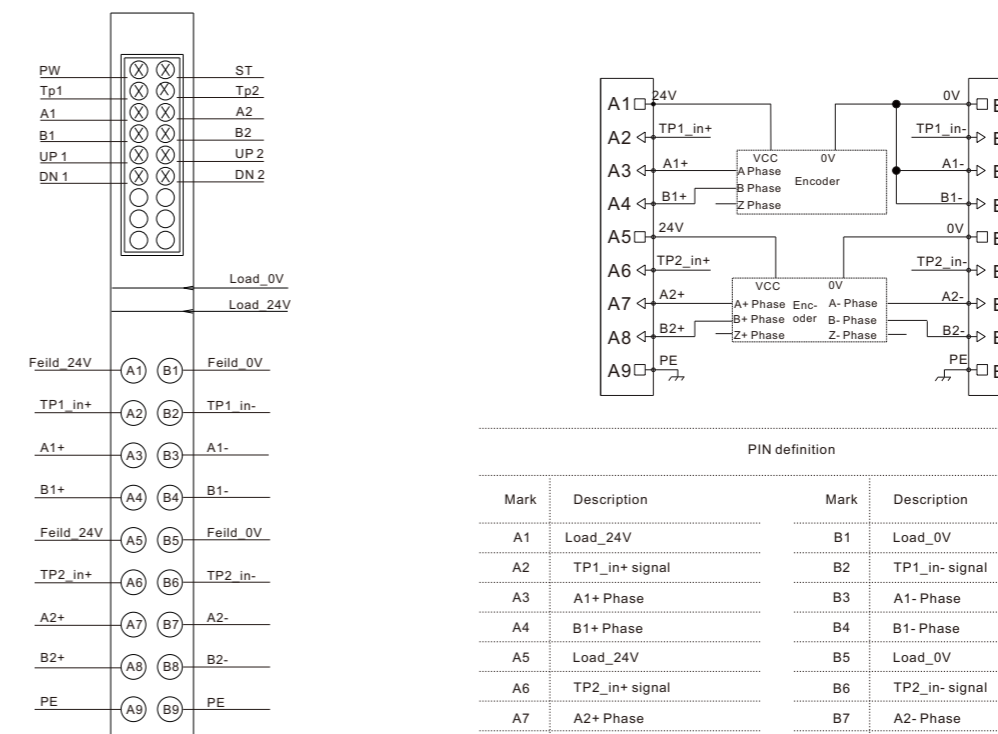 PW ST
Tp1 Tp2
A1 A2
B1 B2
UP 1 UP 2
DN 1 DN 2
Load_0V
Load_24V
Feild_24V A1 B1 Feild_0V
TP1_in+ A2 B2 TP1_in-
A1+ A3 B3 A1-
B1+ A4 B4 B1-
Feild_24V A5 B5 Feild_0V
TP2_in+ A6 B6 TP2_in-
A2+ A7 B7 A2-
B2+ A8 B8 B2-
PE A9 B9 PE
A1 24V 0V
A2 TP1_in+ TP1_in-
VCC 0V
A3 A1+ A Phase Encoder A1-
A4 B1+ B Phase B1-
Z Phase
A5 24V 0V
A6 TP2_in+ TP2_in-
VCC 0V
A7 A2+ A+ Phase Enc- A- Phase A2-
A8 B2+ B+ Phase oder B- Phase B2-
Z+ Phase Z- Phase
A9 PE PE
PIN definition
Mark Description Mark Description
A1 Load_24V B1 Load_0V
A2 TP1_in+ signal B2 TP1_in- signal
A3 A1+ Phase B3 A1- Phase
A4 B1+ Phase B4 B1- Phase
A5 Load_24V B5 Load_0V
A6 TP2_in+ signal B6 TP2_in- signal
A7 A2+ Phase B7 A2- Phase